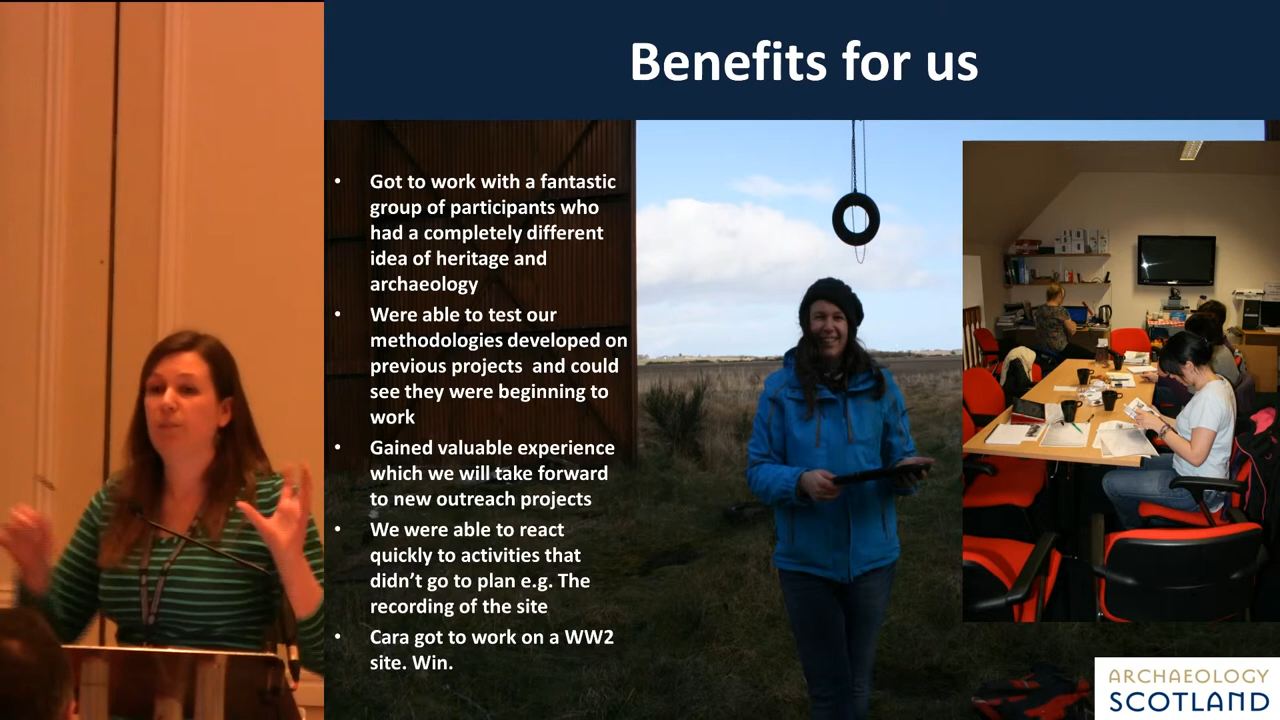 Benefits for us
• Got to work with a fantastic
group of participants who
had a completely different
idea of heritage and
archaeology
• Were able to test our
methodologies developed on
previous projects and could
see they were beginning to
work
• Gained valuable experience
which we will take forward
to new outreach projects
• We were able to react
quickly to activities that
didn't go to plan e.g. The
recording of the site
• Cara got to work on a WW2
site. Win.
ARCHAEOLOGY
SCOTLAND